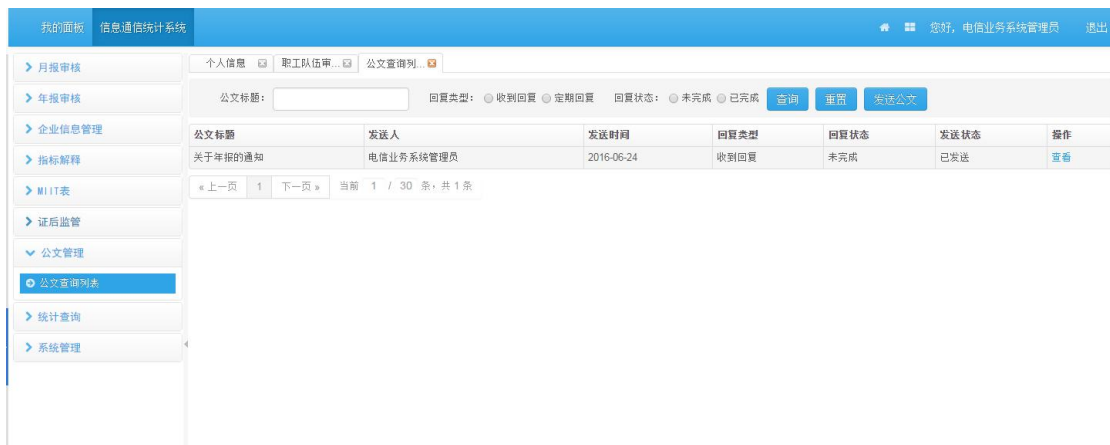 我的面板 信息通信统计系统 您好，电信业务系统管理员 退出
月报审核
年报审核
企业信息管理
指标解释
MIIT表
证后监管
公文管理
公文查询列表
统计查询
系统管理
个人信息 职工队伍审... 公文查询列...
公文标题： 回复类型： 收到回复 定期回复 回复状态： 未完成 已完成 查询 重置 发送公文
公文标题 发送人 发送时间 回复类型 回复状态 发送状态 操作
关于年报的通知 电信业务系统管理员 2016-06-24 收到回复 未完成 已发送 查看
« 上一页 1 下一页 » 当前 1 / 30 条，共 1 条